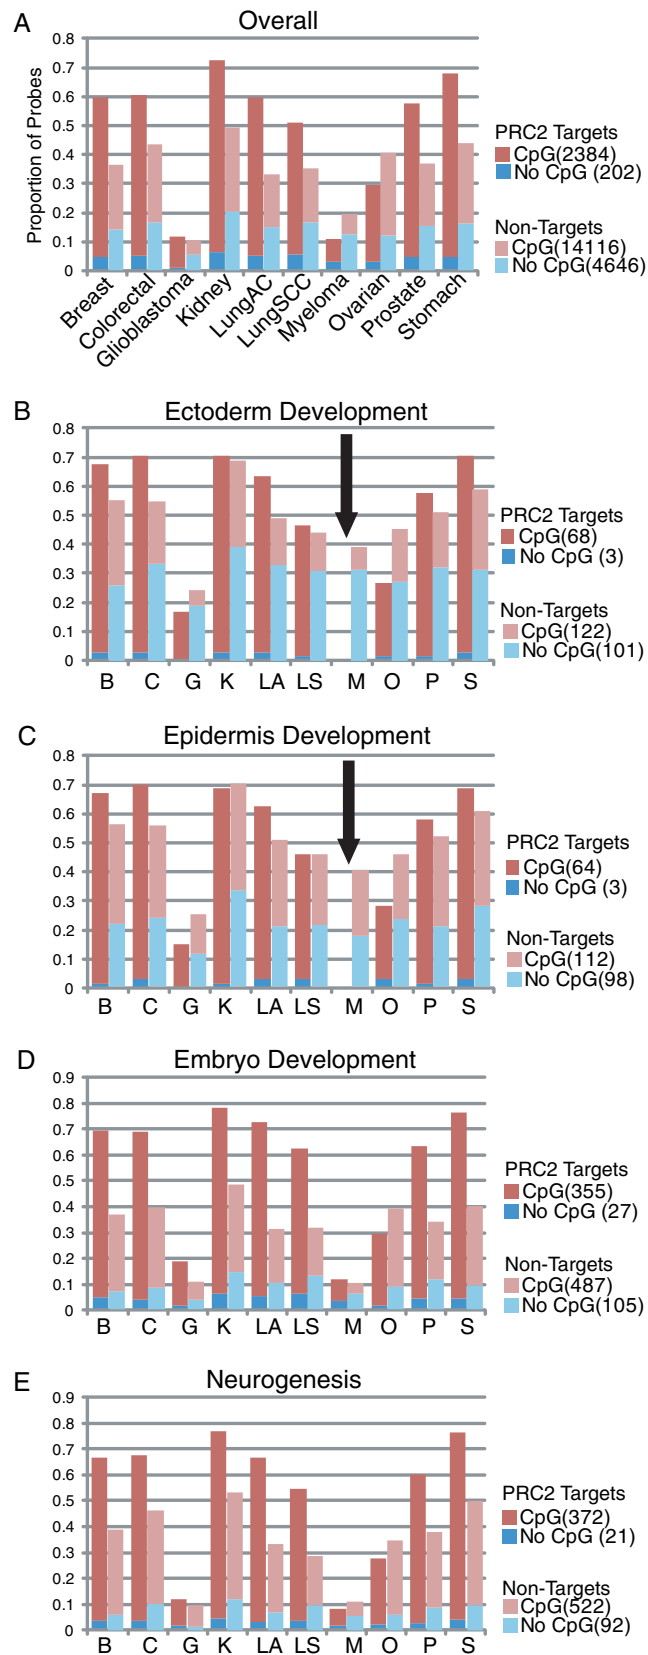 A
Overall
Proportion of Probes
0.8
0.7
0.6
0.5
0.4
0.3
0.2
0.1
0
Breast
Colorectal
Glioblastoma
Kidney
LungAC
LungSCC
Myeloma
Ovarian
Prostate
Stomach
PRC2 Targets
CpG(2384)
No CpG (202)
Non-Targets
CpG(14116)
No CpG(4646)
B
Ectoderm Development
0.8
0.7
0.6
0.5
0.4
0.3
0.2
0.1
0
B C G K LA LS M O P S
PRC2 Targets
CpG(68)
No CpG (3)
Non-Targets
CpG(122)
No CpG(101)
C
Epidermis Development
0.8
0.7
0.6
0.5
0.4
0.3
0.2
0.1
0
B C G K LA LS M O P S
PRC2 Targets
CpG(64)
No CpG (3)
Non-Targets
CpG(112)
No CpG(98)
D
Embryo Development
0.9
0.8
0.7
0.6
0.5
0.4
0.3
0.2
0.1
0
B C G K LA LS M O P S
PRC2 Targets
CpG(355)
No CpG (27)
Non-Targets
CpG(487)
No CpG(105)
E
Neurogenesis
0.9
0.8
0.7
0.6
0.5
0.4
0.3
0.2
0.1
0
B C G K LA LS M O P S
PRC2 Targets
CpG(372)
No CpG (21)
Non-Targets
CpG(522)
No CpG(92)